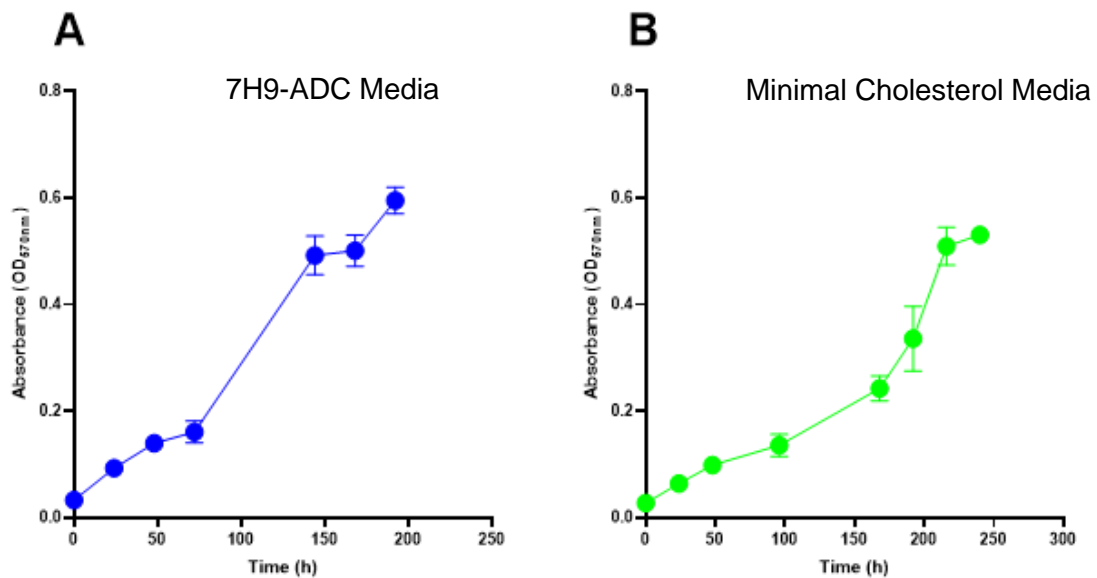 A
B
7H9-ADC Media
Minimal Cholesterol Media
Absorbance (OD570nm)
0.8
0.6
0.4
0.2
0.0
0 50 100 150 200 250
Time (h)
Absorbance (OD570nm)
0.8
0.6
0.4
0.2
0.0
0 50 100 150 200 250 300
Time (h)